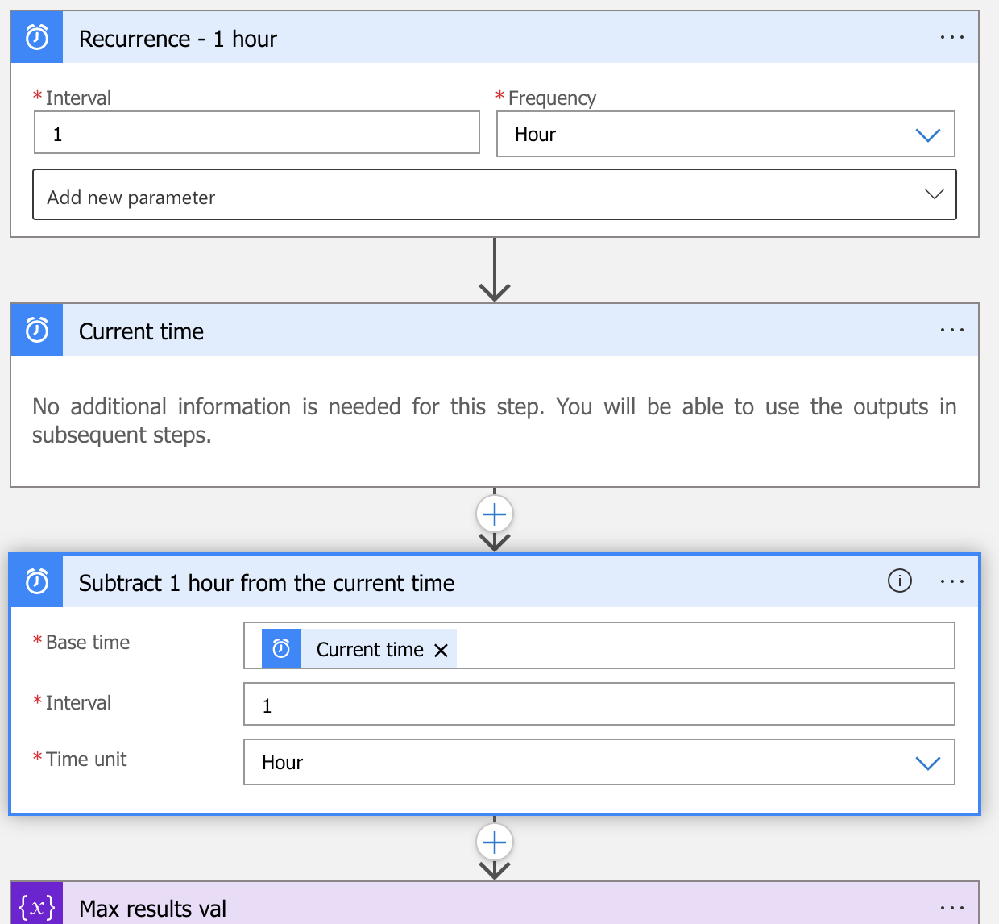 Recurrence - 1 hour
* Interval
* Frequency
1
Hour
Add new parameter
Current time
No additional information is needed for this step. You will be able to use the outputs in
subsequent steps.
Subtract 1 hour from the current time
* Base time
Current time
* Interval
1
* Time unit
Hour
{x}
Max results val